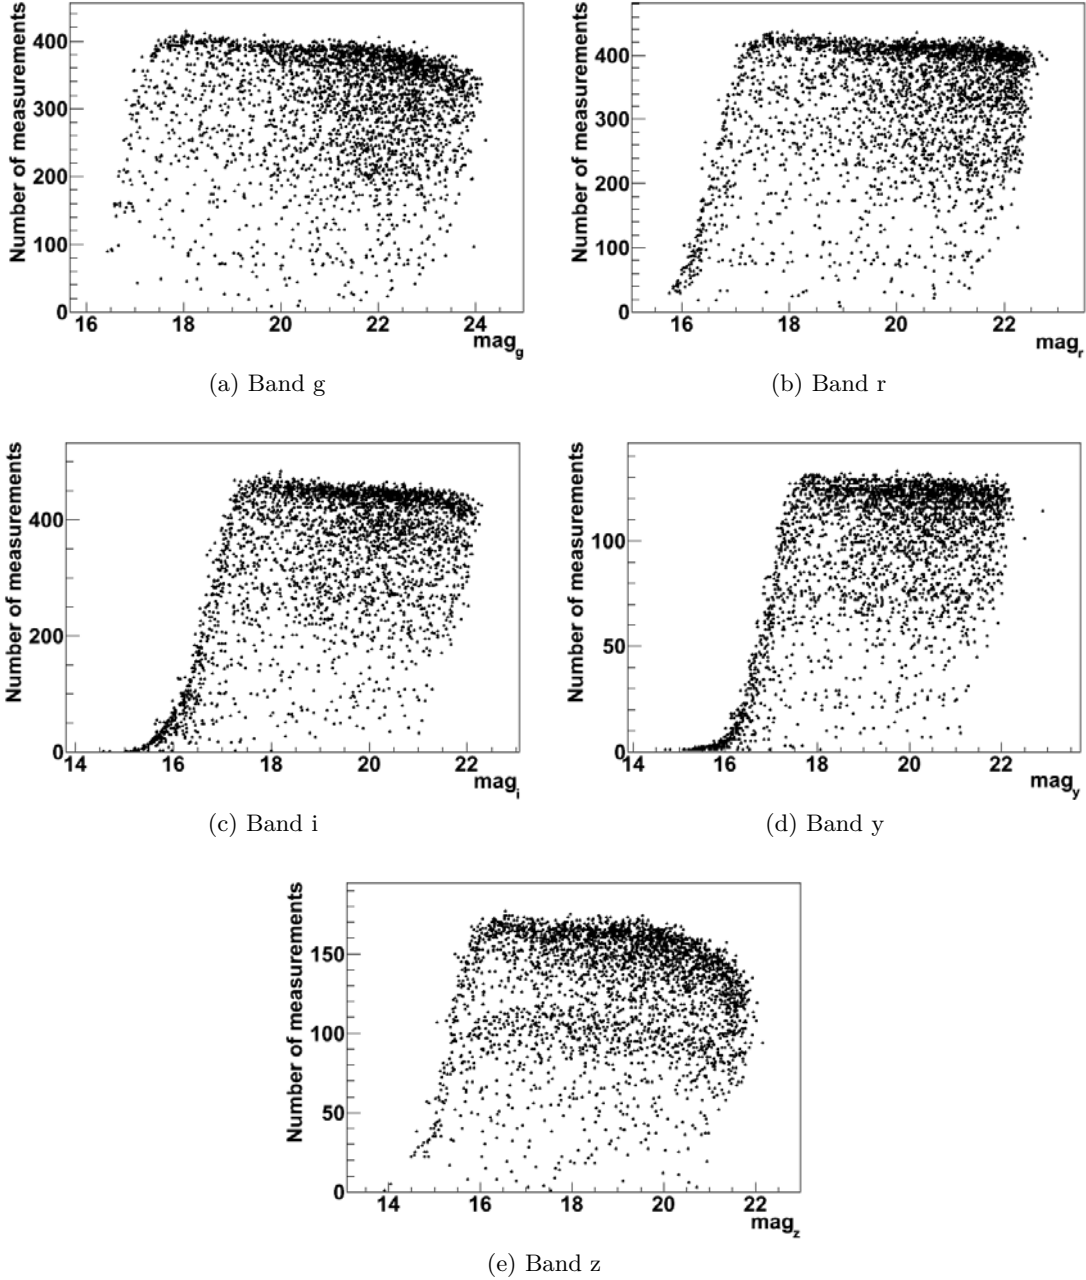 Number of measurements
400
300
200
100
0
16 18 20 22 24
mag_g
(a) Band g
Number of measurements
400
300
200
100
0
16 18 20 22
mag_r
(b) Band r
Number of measurements
400
200
0
14 16 18 20 22
mag_i
(c) Band i
Number of measurements
100
50
0
14 16 18 20 22
mag_y
(d) Band y
Number of measurements
150
100
50
0
14 16 18 20 22
mag_z
(e) Band z